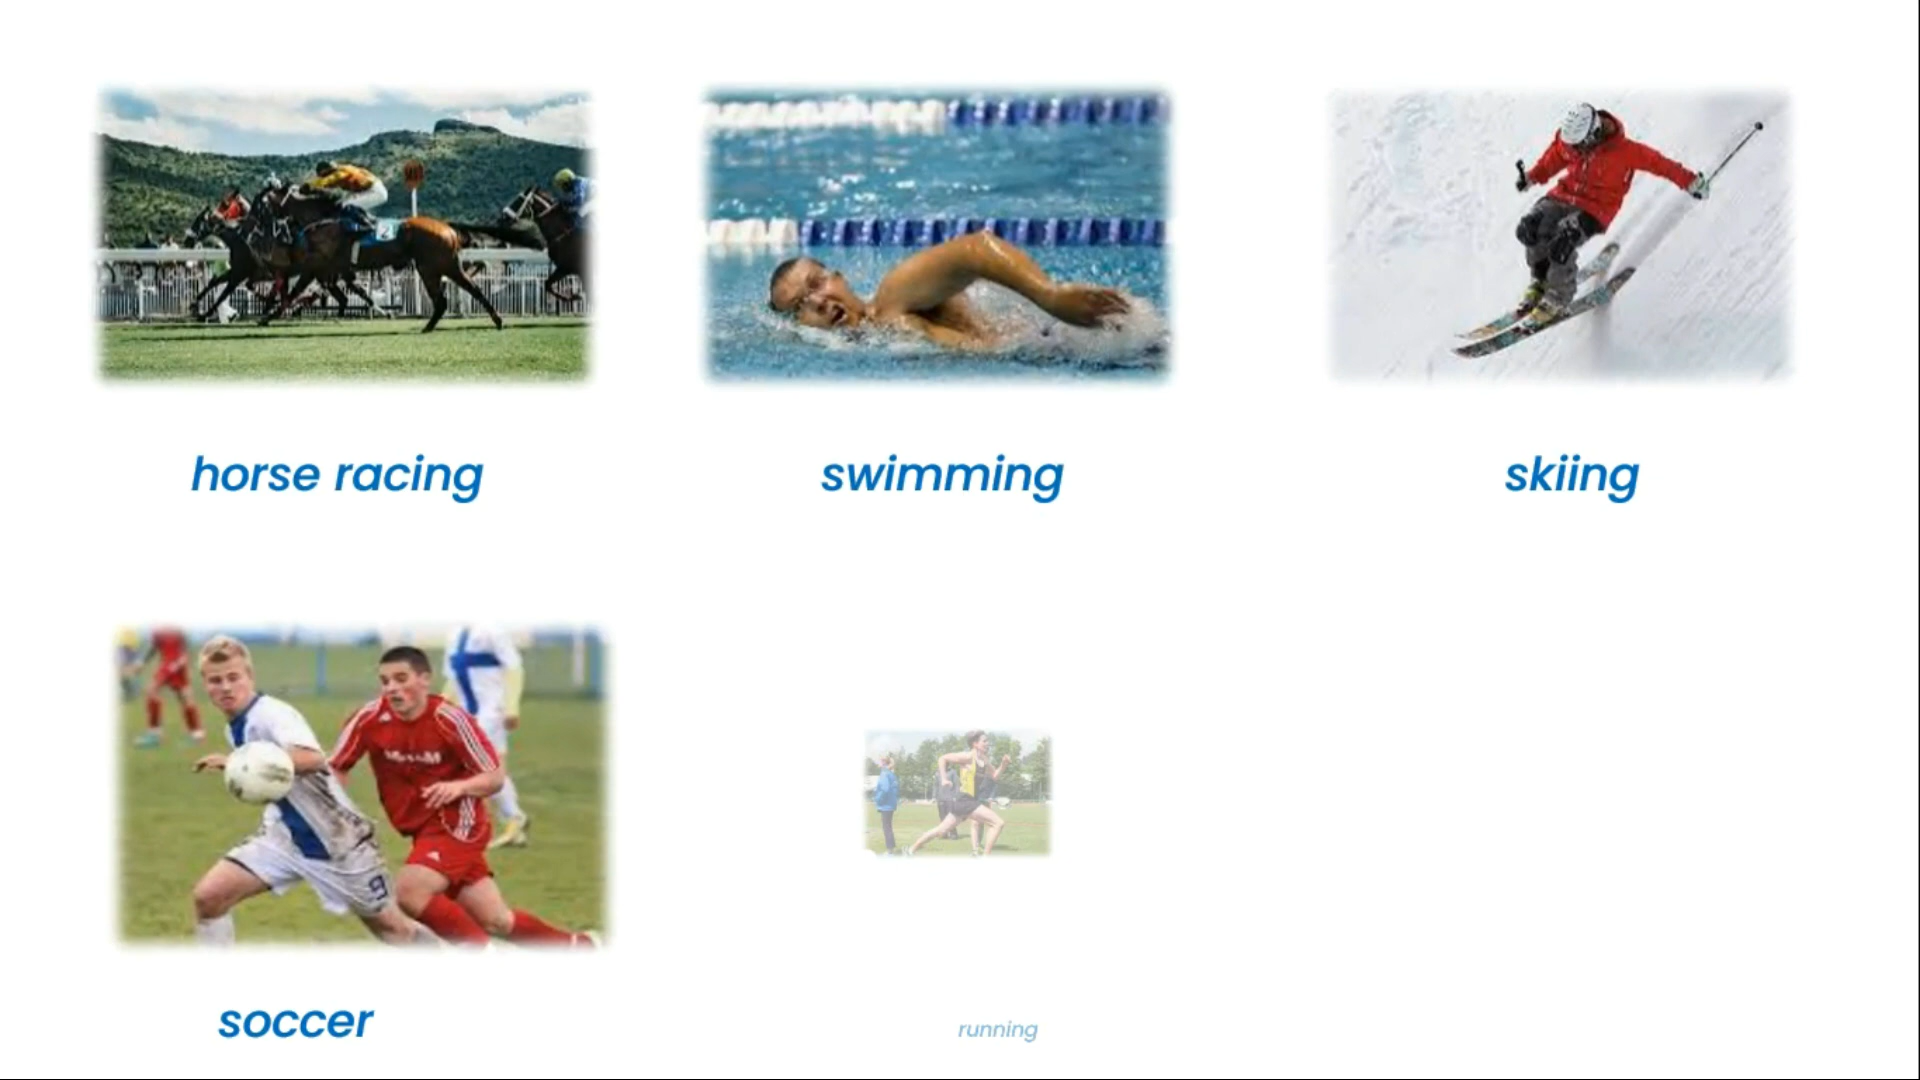 horse racing
swimming
skiing
soccer
running